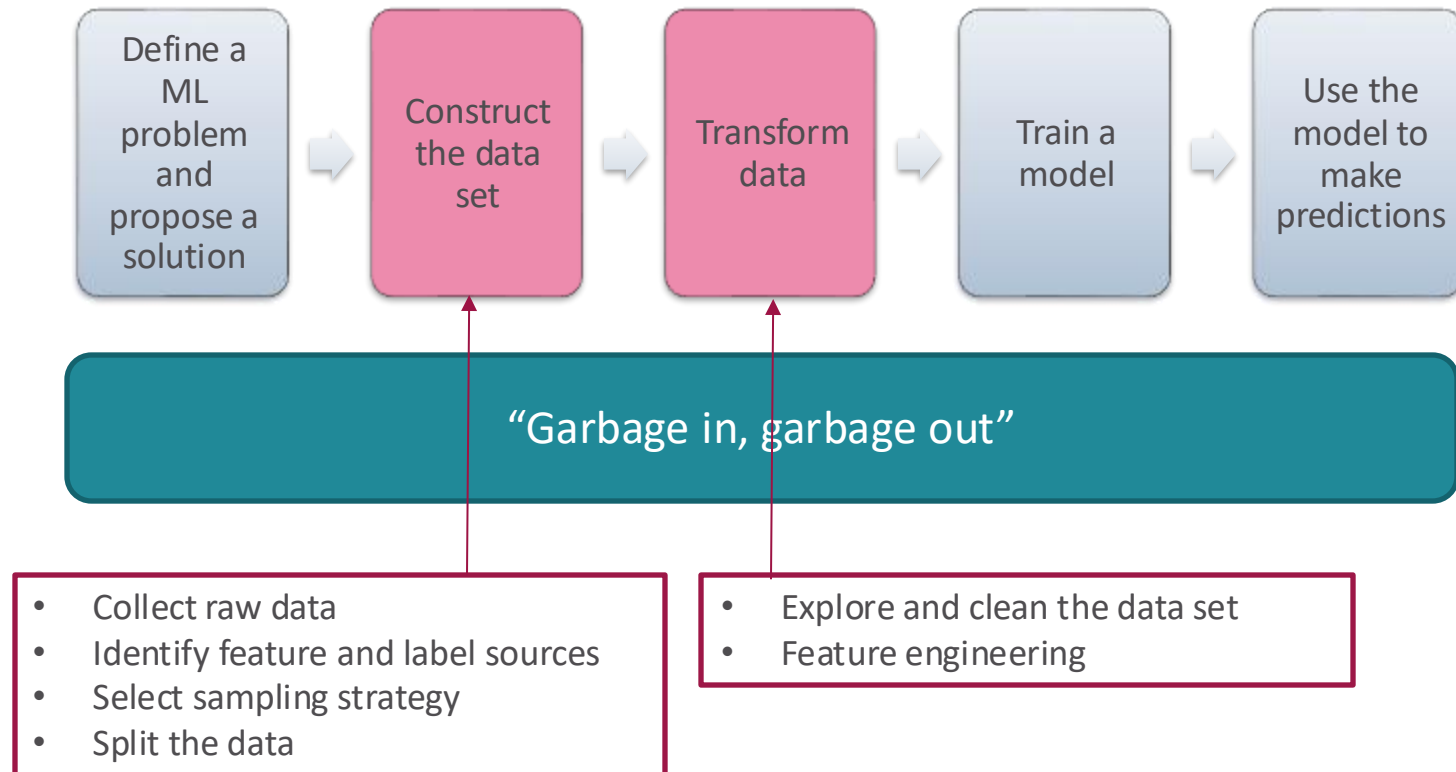 Define a
ML
problem
and
propose a
solution
Construct
the data
set
Transform
data
Train a
model
Use the
model to
make
predictions
“Garbage in, garbage out”
• Collect raw data
• Identify feature and label sources
• Select sampling strategy
• Split the data
• Explore and clean the data set
• Feature engineering